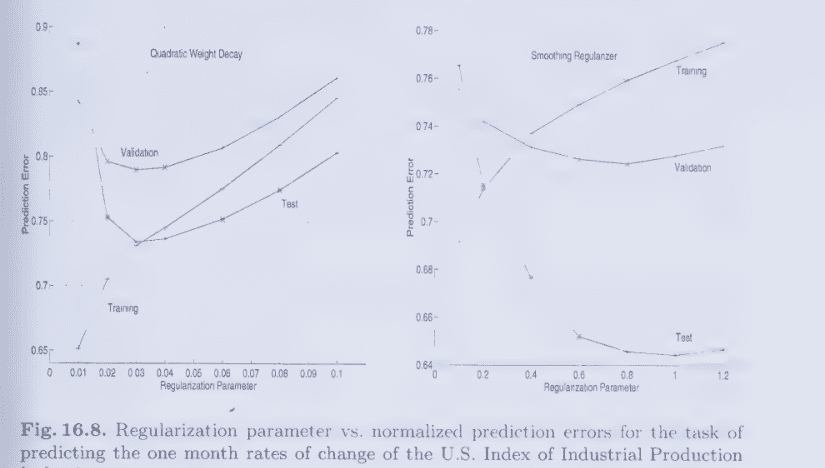 Quadratic Weight Decay
Prediction Error
0.9
0.85
0.8
0.75
0.7
0.65
Validation
Test
Training
0 0.01 0.02 0.03 0.04 0.05 0.06 0.07 0.08 0.09 0.1
Regularization Parameter
Smoothing Regularizer
Prediction Error
0.78
0.76
0.74
0.72
0.7
0.68
0.66
0.64
Training
Validation
Test
0 0.2 0.4 0.6 0.8 1 1.2
Regularization Parameter
Fig. 16.8. Regularization parameter vs. normalized prediction errors for the task of
predicting the one month rates of change of the U.S. Index of Industrial Production